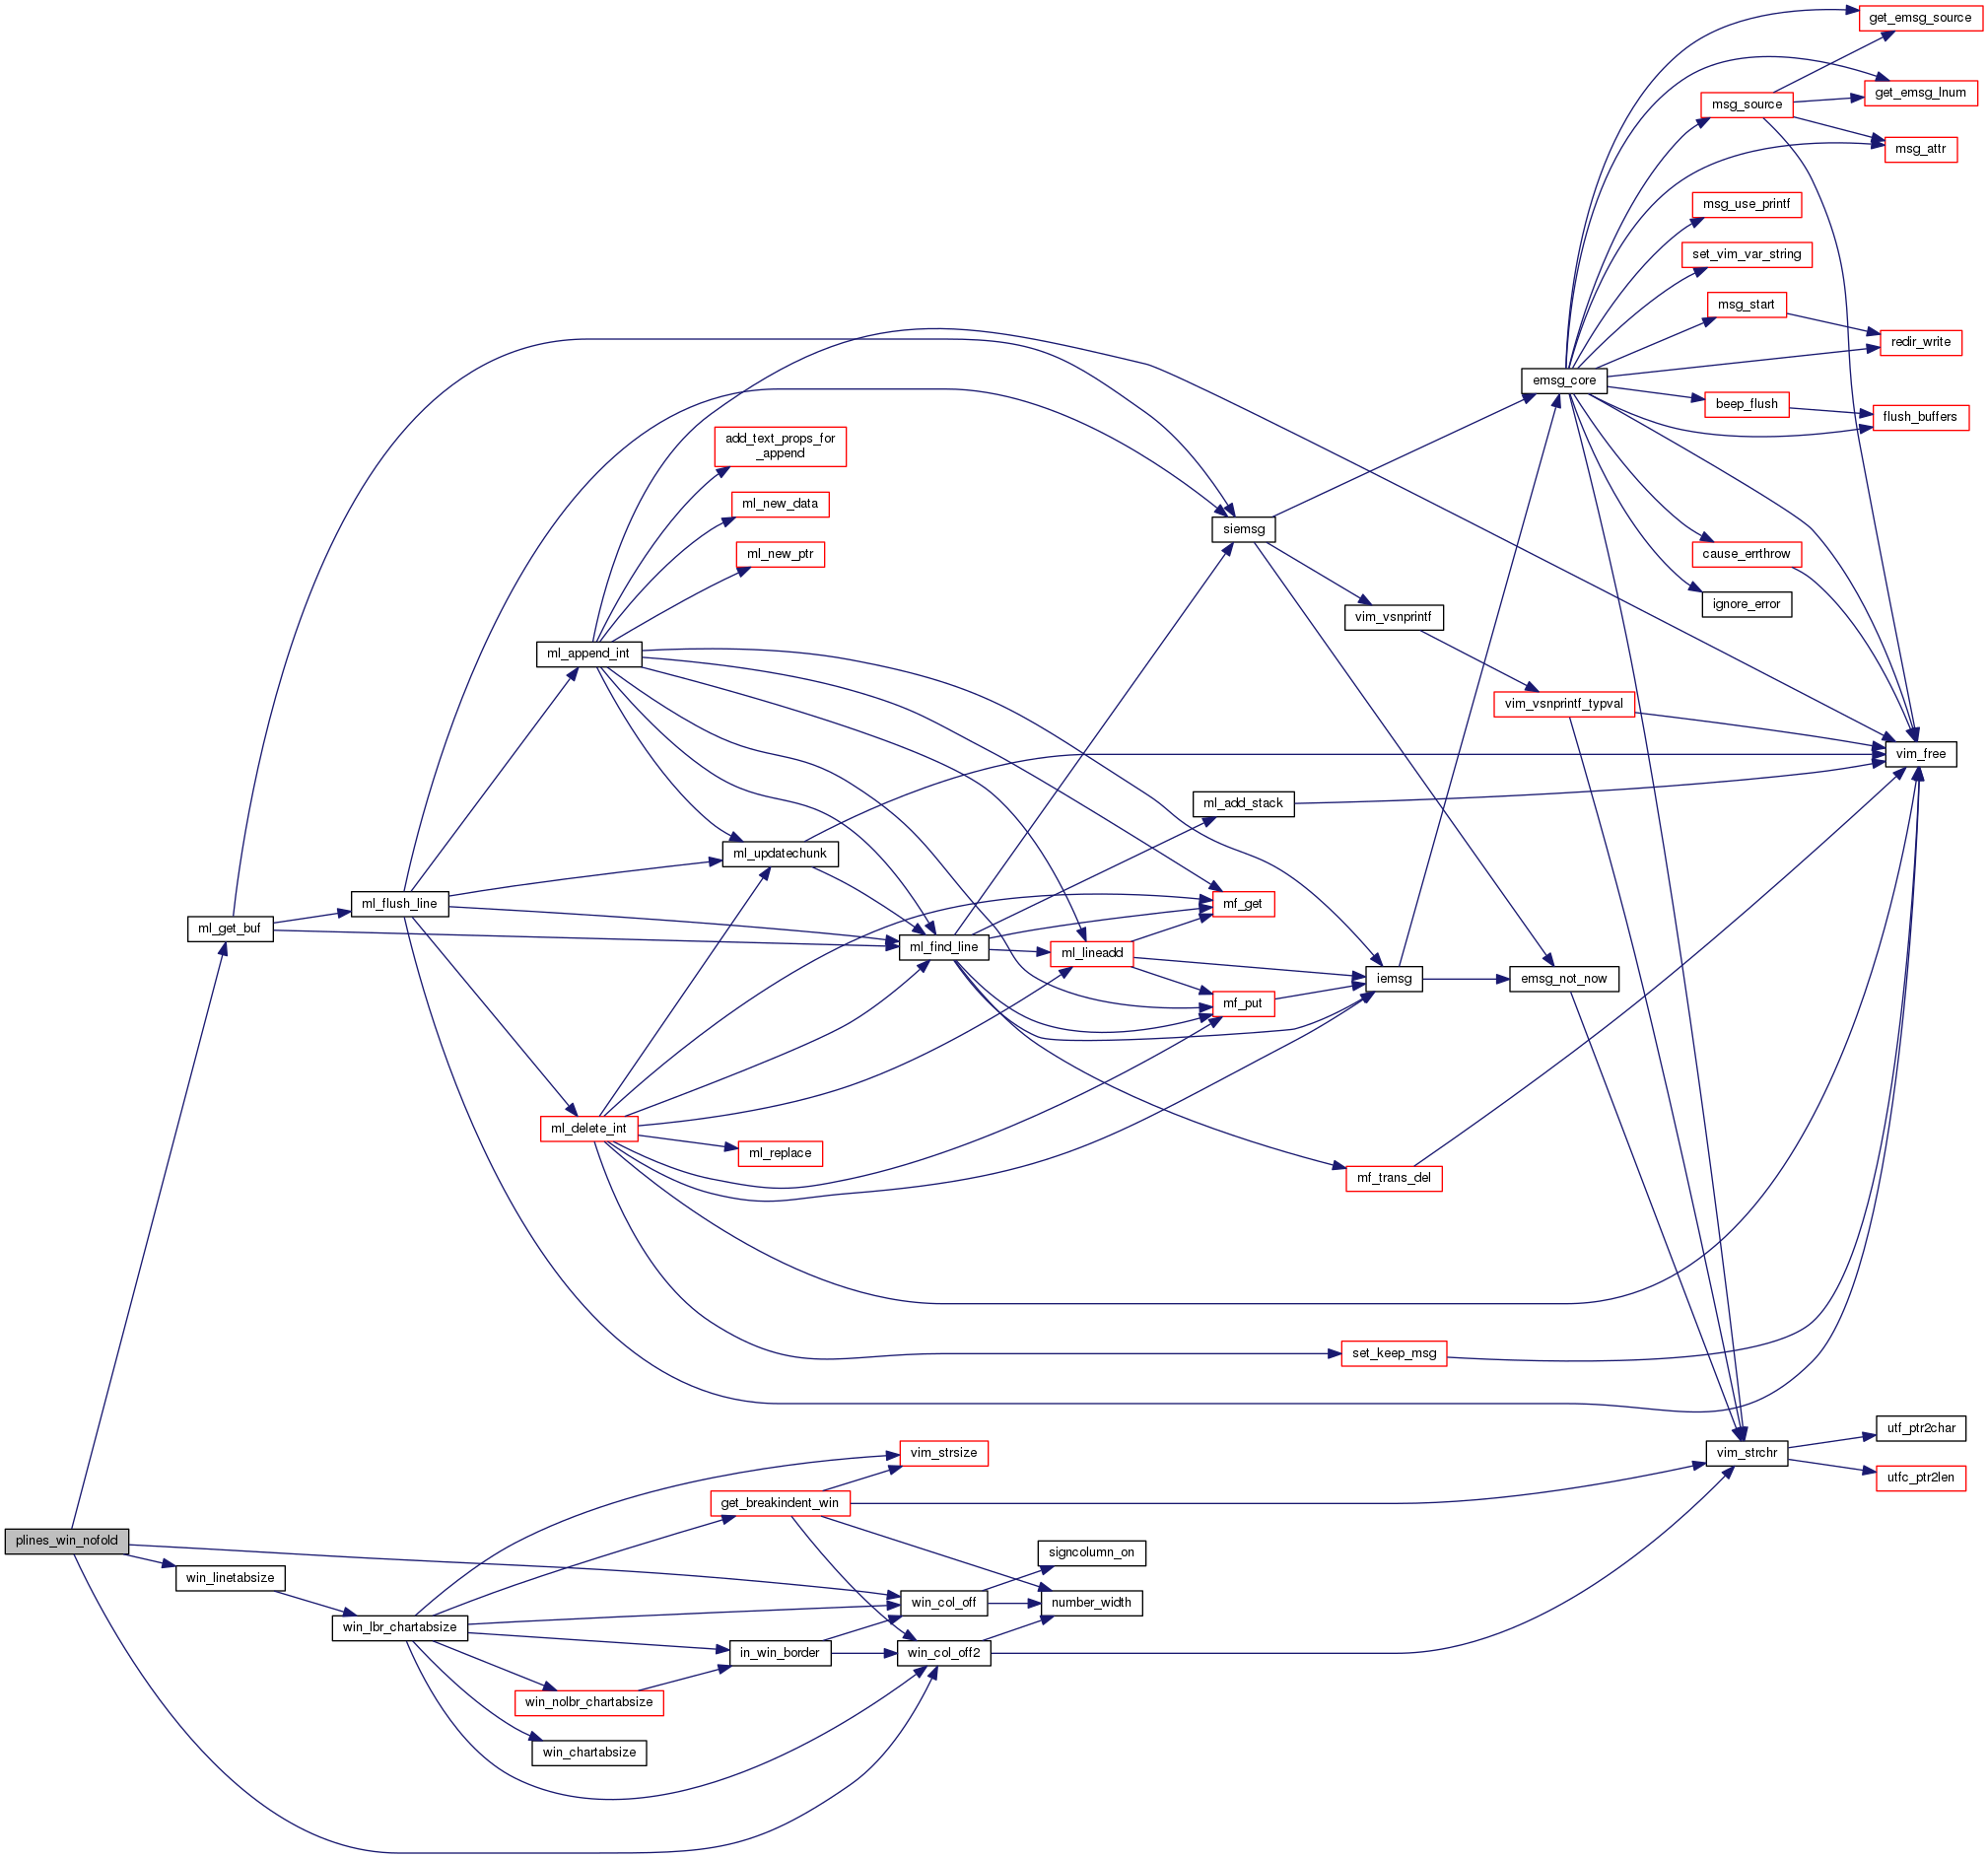 get_emsg_source
get_emsg_lnum
msg_source
msg_attr
msg_use_printf
set_vim_var_string
msg_start
redir_write
emsg_core
beep_flush
flush_buffers
add_text_props_for
_append
ml_new_data
siemsg
ml_new_ptr
cause_errthrow
ignore_error
vim_vsnprintf
ml_append_int
vim_vsnprintf_typval
vim_free
ml_add_stack
ml_updatechunk
ml_flush_line
mf_get
ml_get_buf
ml_find_line
ml_lineadd
iemsg
emsg_not_now
mf_put
ml_delete_int
ml_replace
mf_trans_del
set_keep_msg
utf_ptr2char
vim_strsize
vim_strchr
utfc_ptr2len
get_breakindent_win
plines_win_nofold
signcolumn_on
win_linetabsize
win_col_off
number_width
win_lbr_chartabsize
in_win_border
win_col_off2
win_nolbr_chartabsize
win_chartabsize